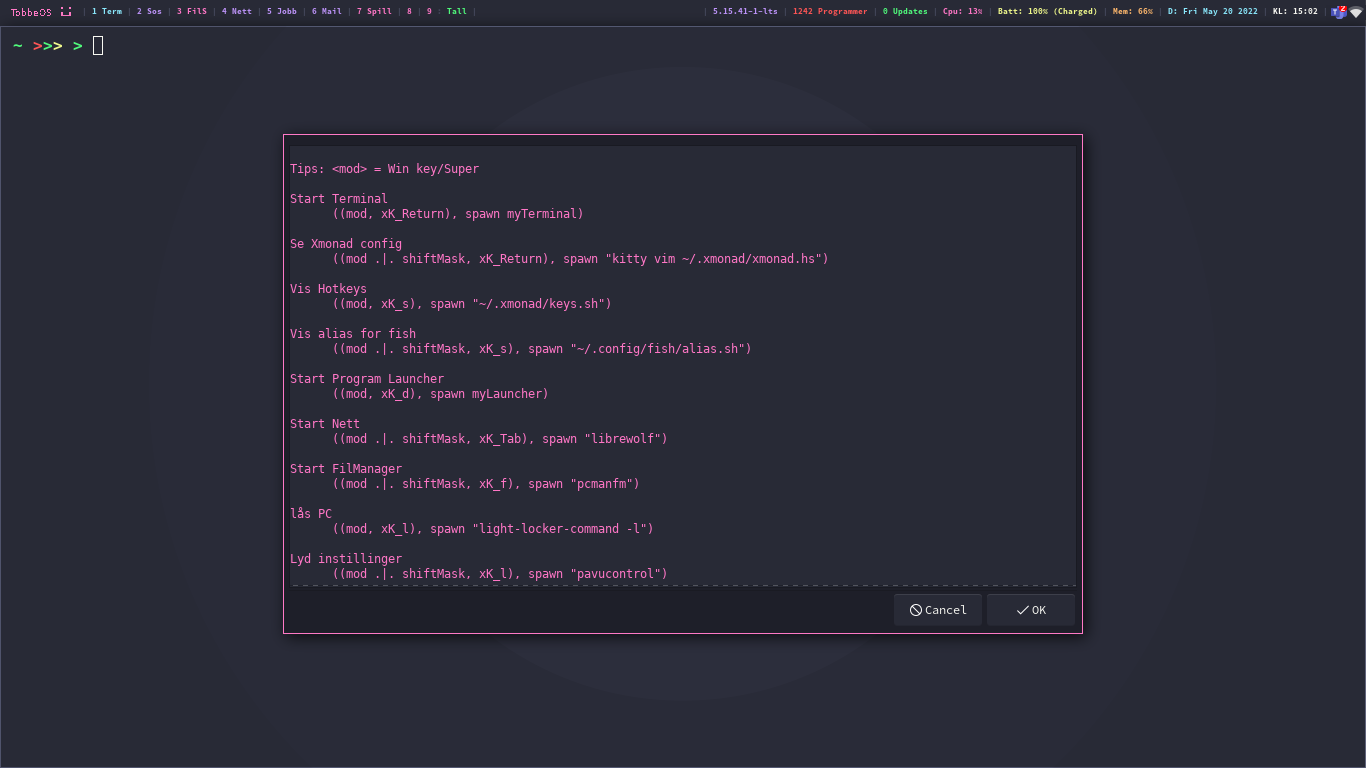 TobbeOS | 1 Term | 2 Sos | 3 FilS | 4 Nett | 5 Jobb | 6 Mail | 7 Spill | 8 | 9 : Tall | | 5.15.41-1-lts | 1242 Programmer | 0 Updates | Cpu: 13% | Batt: 100% (Charged) | Mem: 66% | D: Fri May 20 2022 | KL: 15:02 |
~ >>> >
Tips: <mod> = Win key/Super
Start Terminal
((mod, xK_Return), spawn myTerminal)
Se Xmonad config
((mod .|. shiftMask, xK_Return), spawn "kitty vim ~/.xmonad/xmonad.hs")
Vis Hotkeys
((mod, xK_s), spawn "~/.xmonad/keys.sh")
Vis alias for fish
((mod .|. shiftMask, xK_s), spawn "~/.config/fish/alias.sh")
Start Program Launcher
((mod, xK_d), spawn myLauncher)
Start Nett
((mod .|. shiftMask, xK_Tab), spawn "librewolf")
Start FilManager
((mod .|. shiftMask, xK_f), spawn "pcmanfm")
lås PC
((mod, xK_l), spawn "light-locker-command -l")
Lyd instillinger
((mod .|. shiftMask, xK_l), spawn "pavucontrol")
Cancel OK